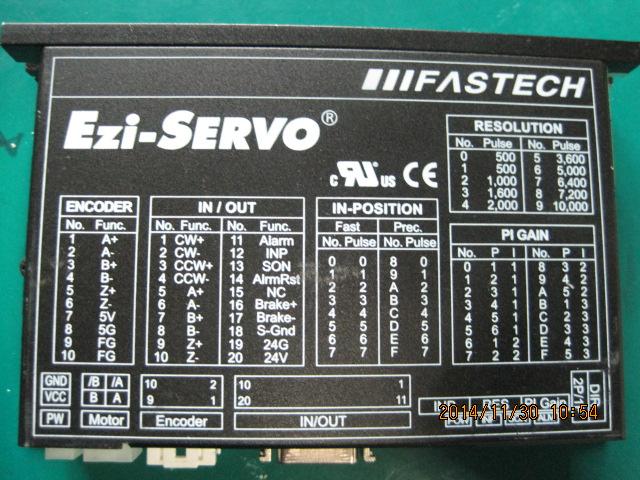 FASTECH
Ezi-SERVO®
c RU us CE
RESOLUTION
No. Pulse No. Pulse
0 500 5 3,600
1 500 6 5,000
2 1,000 7 6,400
3 1,600 8 7,200
4 2,000 9 10,000
ENCODER
No. Func.
1 A+
2 A-
3 B+
4 B-
5 Z+
6 Z-
7 5V
8 5G
9 FG
10 FG
IN / OUT
No. Func. No. Func.
1 CW+ 11 Alarm
2 CW- 12 INP
3 CCW+ 13 SON
4 CCW- 14 AlrmRst
5 A+ 15 NC
6 A- 16 Brake+
7 B+ 17 Brake-
8 B- 18 S-Gnd
9 Z+ 19 24G
10 Z- 20 24V
IN-POSITION
Fast Prec.
No. Pulse No. Pulse
0 0 8 0
1 1 9 1
2 2 A 2
3 3 B 3
4 4 C 4
5 5 D 5
6 6 E 6
7 7 F 7
PI GAIN
No. P I No. P I
0 1 1 8 3 2
1 2 1 9 4 2
2 3 1 A 5 2
3 4 1 B 1 3
4 5 1 C 2 3
5 6 1 D 3 3
6 1 2 E 4 3
7 2 2 F 5 3
GND /B /A 10 2 10 1
VCC B A 9 1 20 11
PW Motor Encoder IN/OUT
PI Gain
DIR
2014/11/30 10:54